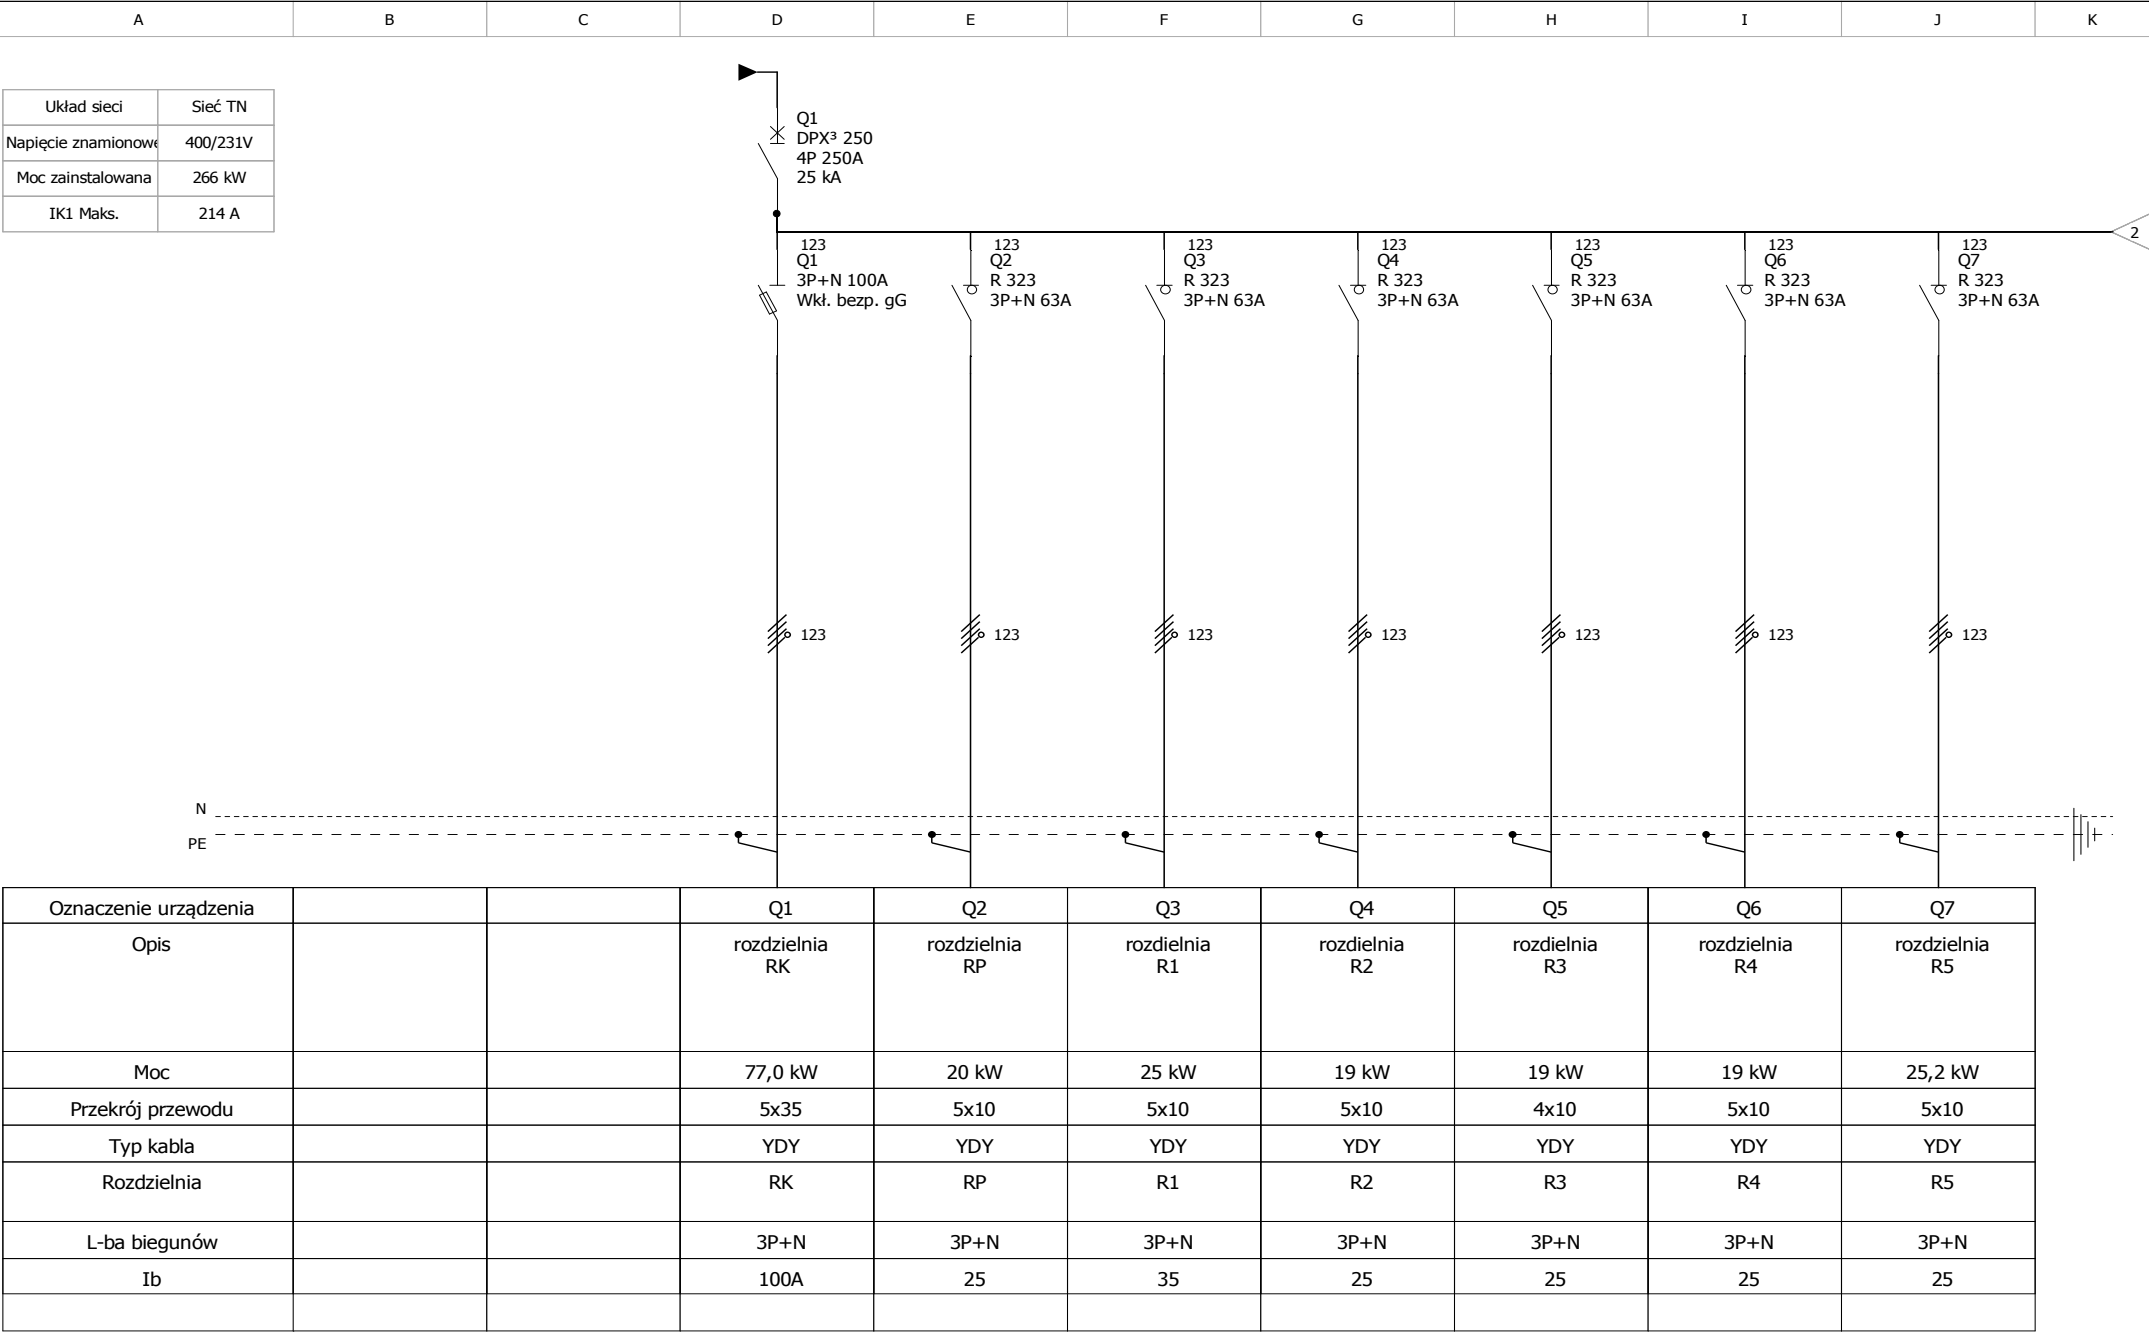 A B C D E F G H I J K
Układ sieci Sieć TN
Napięcie znamionowe 400/231V
Moc zainstalowana 266 kW
IK1 Maks. 214 A
Q1
DPX³ 250
4P 250A
25 kA
2
123 123 123 123 123 123 123
Q1 Q2 Q3 Q4 Q5 Q6 Q7
3P+N 100A R 323 R 323 R 323 R 323 R 323 R 323
Wkł. bezp. gG 3P+N 63A 3P+N 63A 3P+N 63A 3P+N 63A 3P+N 63A 3P+N 63A
123 123 123 123 123 123 123
N
PE
Oznaczenie urządzenia Q1 Q2 Q3 Q4 Q5 Q6 Q7
Opis rozdzielnia rozdzielnia rozdielnia rozdielnia rozdielnia rozdzielnia rozdzielnia
RK RP R1 R2 R3 R4 R5
Moc 77,0 kW 20 kW 25 kW 19 kW 19 kW 19 kW 25,2 kW
Przekrój przewodu 5x35 5x10 5x10 5x10 4x10 5x10 5x10
Typ kabla YDY YDY YDY YDY YDY YDY YDY
Rozdzielnia RK RP R1 R2 R3 R4 R5
L-ba biegunów 3P+N 3P+N 3P+N 3P+N 3P+N 3P+N 3P+N
Ib 100A 25 35 25 25 25 25